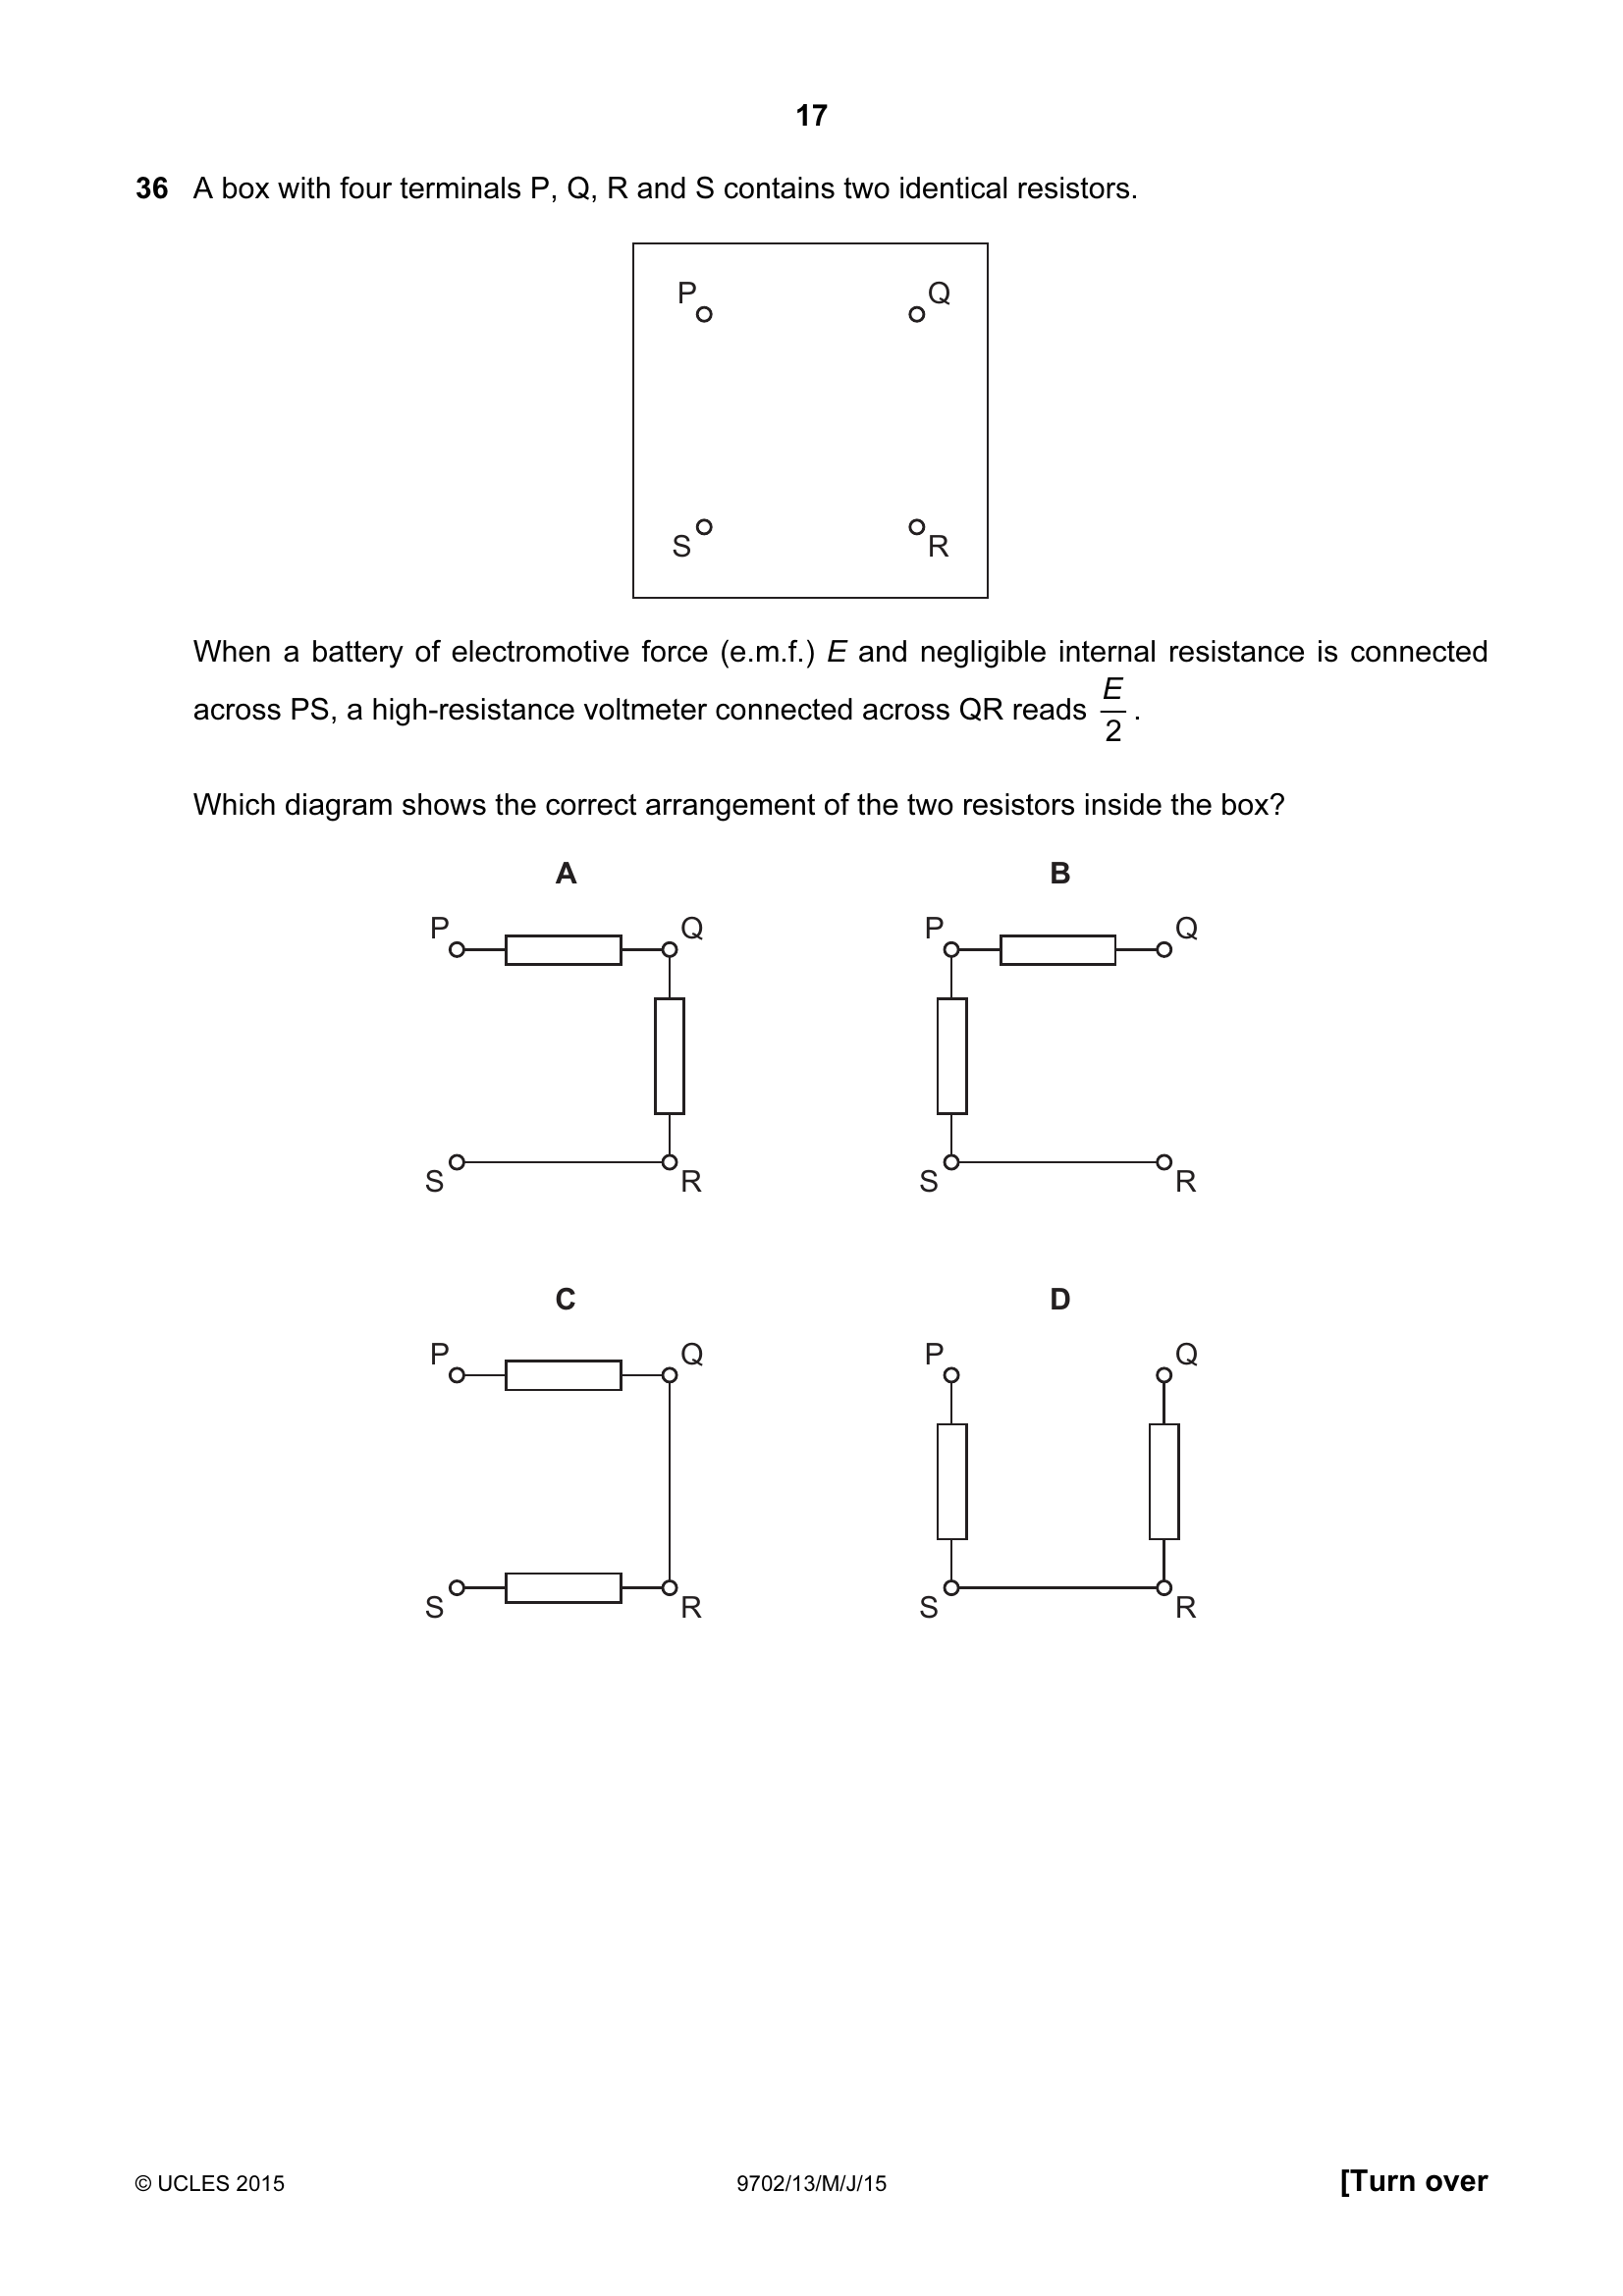 17
36 A box with four terminals P, Q, R and S contains two identical resistors.
P Q
S R
When a battery of electromotive force (e.m.f.) E and negligible internal resistance is connected
across PS, a high-resistance voltmeter connected across QR reads E/2.
Which diagram shows the correct arrangement of the two resistors inside the box?
A B
P Q P Q
S R S R
C D
P Q P Q
S R S R
© UCLES 2015 9702/13/M/J/15 [Turn over